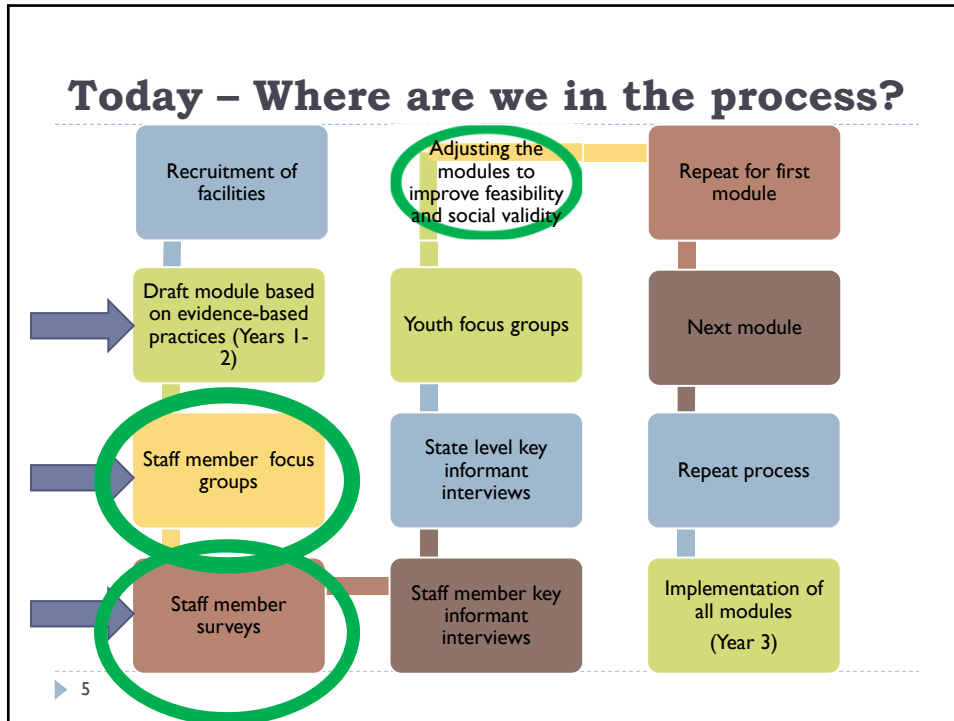 Today – Where are we in the process?
Recruitment of
facilities
Draft module based
on evidence-based
practices (Years 1-
2)
Staff member focus
groups
Staff member
surveys
Adjusting the
modules to
improve feasibility
and social validity
Youth focus groups
State level key
informant
interviews
Staff member key
informant
interviews
Repeat for first
module
Next module
Repeat process
Implementation of
all modules
(Year 3)
5